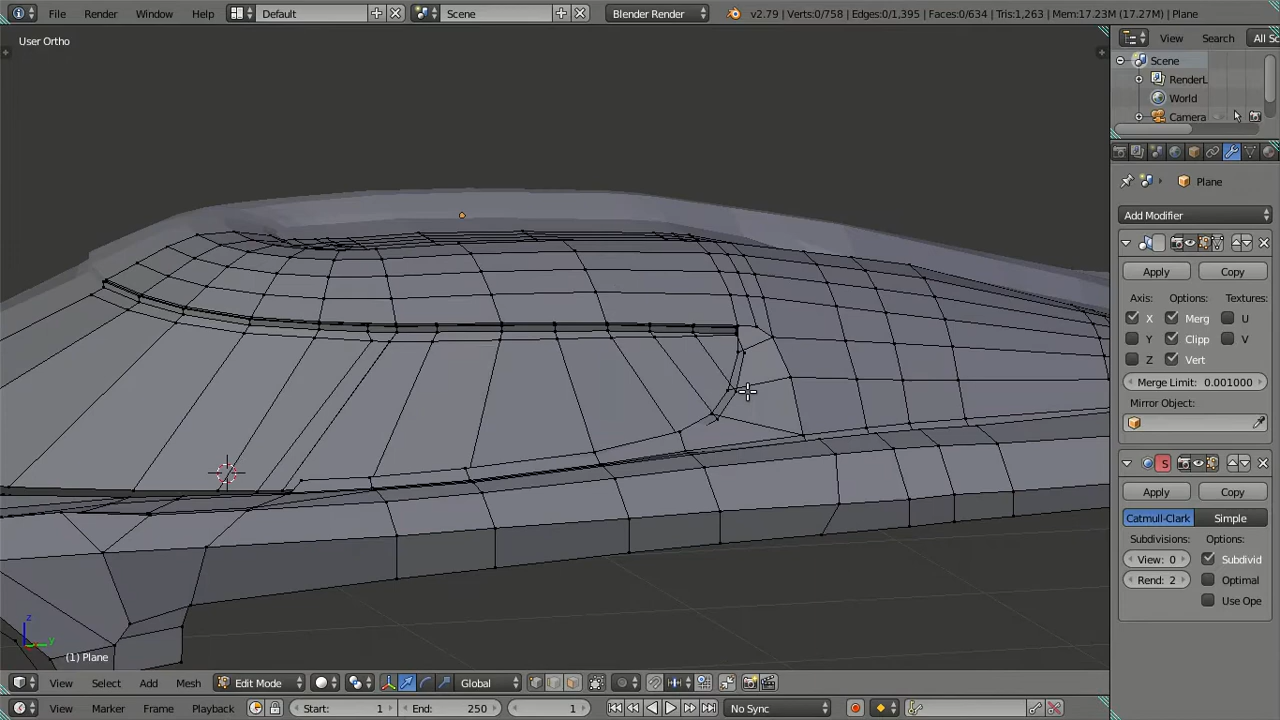 File Render Window Help Default Scene Blender Render v2.79 | Verts:0/758 | Edges:0/1,395 | Faces:0/634 | Tris:1,263 | Mem:17.23M (17.27M) | Plane
User Ortho
View Search All Sc
Scene
RenderL
World
Camera
Plane
Add Modifier
Apply Copy
Axis: Options: Textures:
X Merg U
Y Clipp V
Z Vert
Merge Limit: 0.001000
Mirror Object:
S
Apply Copy
Catmull-Clark Simple
Subdivisions: Options:
View: 0 Subdivid
Rend: 2 Optimal
Use Ope
z
y
(1) Plane
View Select Add Mesh Edit Mode Global
View Marker Frame Playback Start: 1 End: 250 1 No Sync